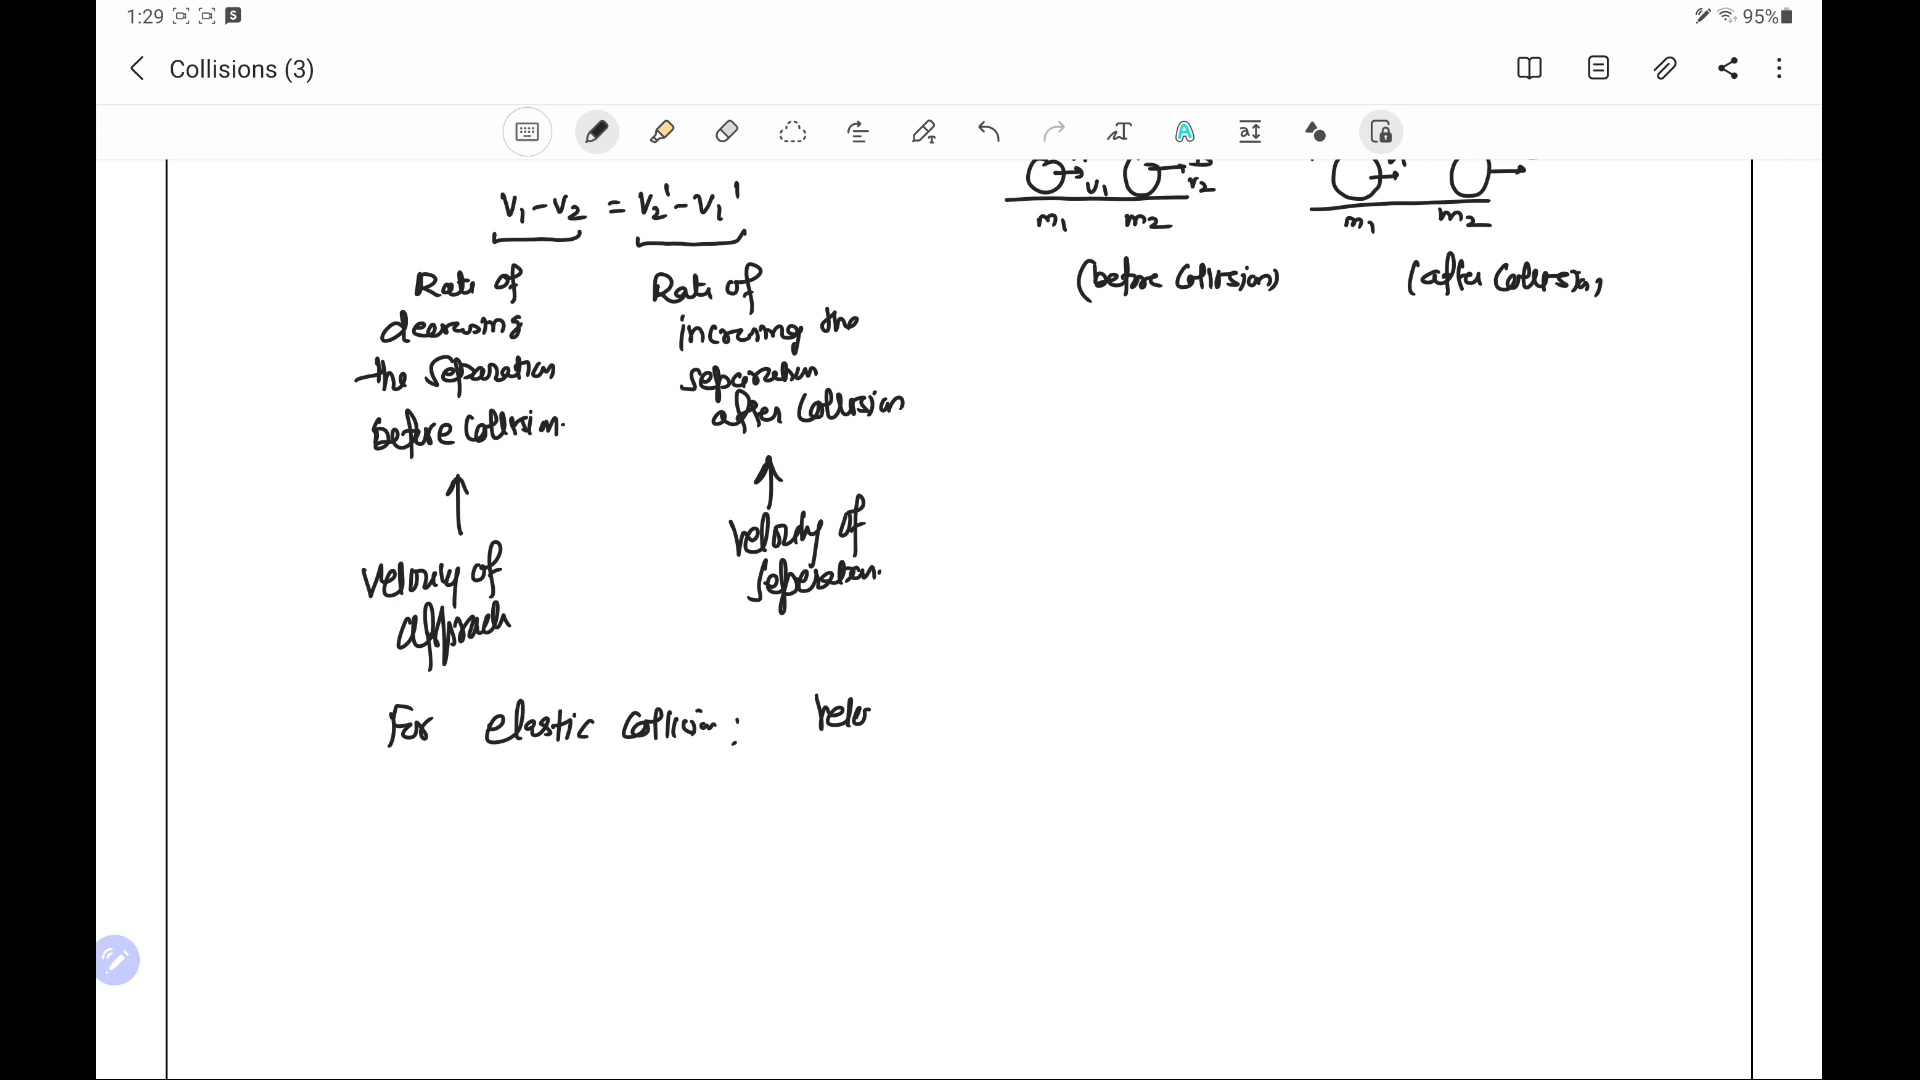 1:29
95%
Collisions (3)
V1 - V2 = V2' - V1'
V1
V2
m1 m2
m1 m2
(before collision)
(after collision)
Rate of
decreasing
the separation
before collision.
Rate of
increasing the
separation
after collision
velocity of
approach
velocity of
seperation.
For elastic collision: velo